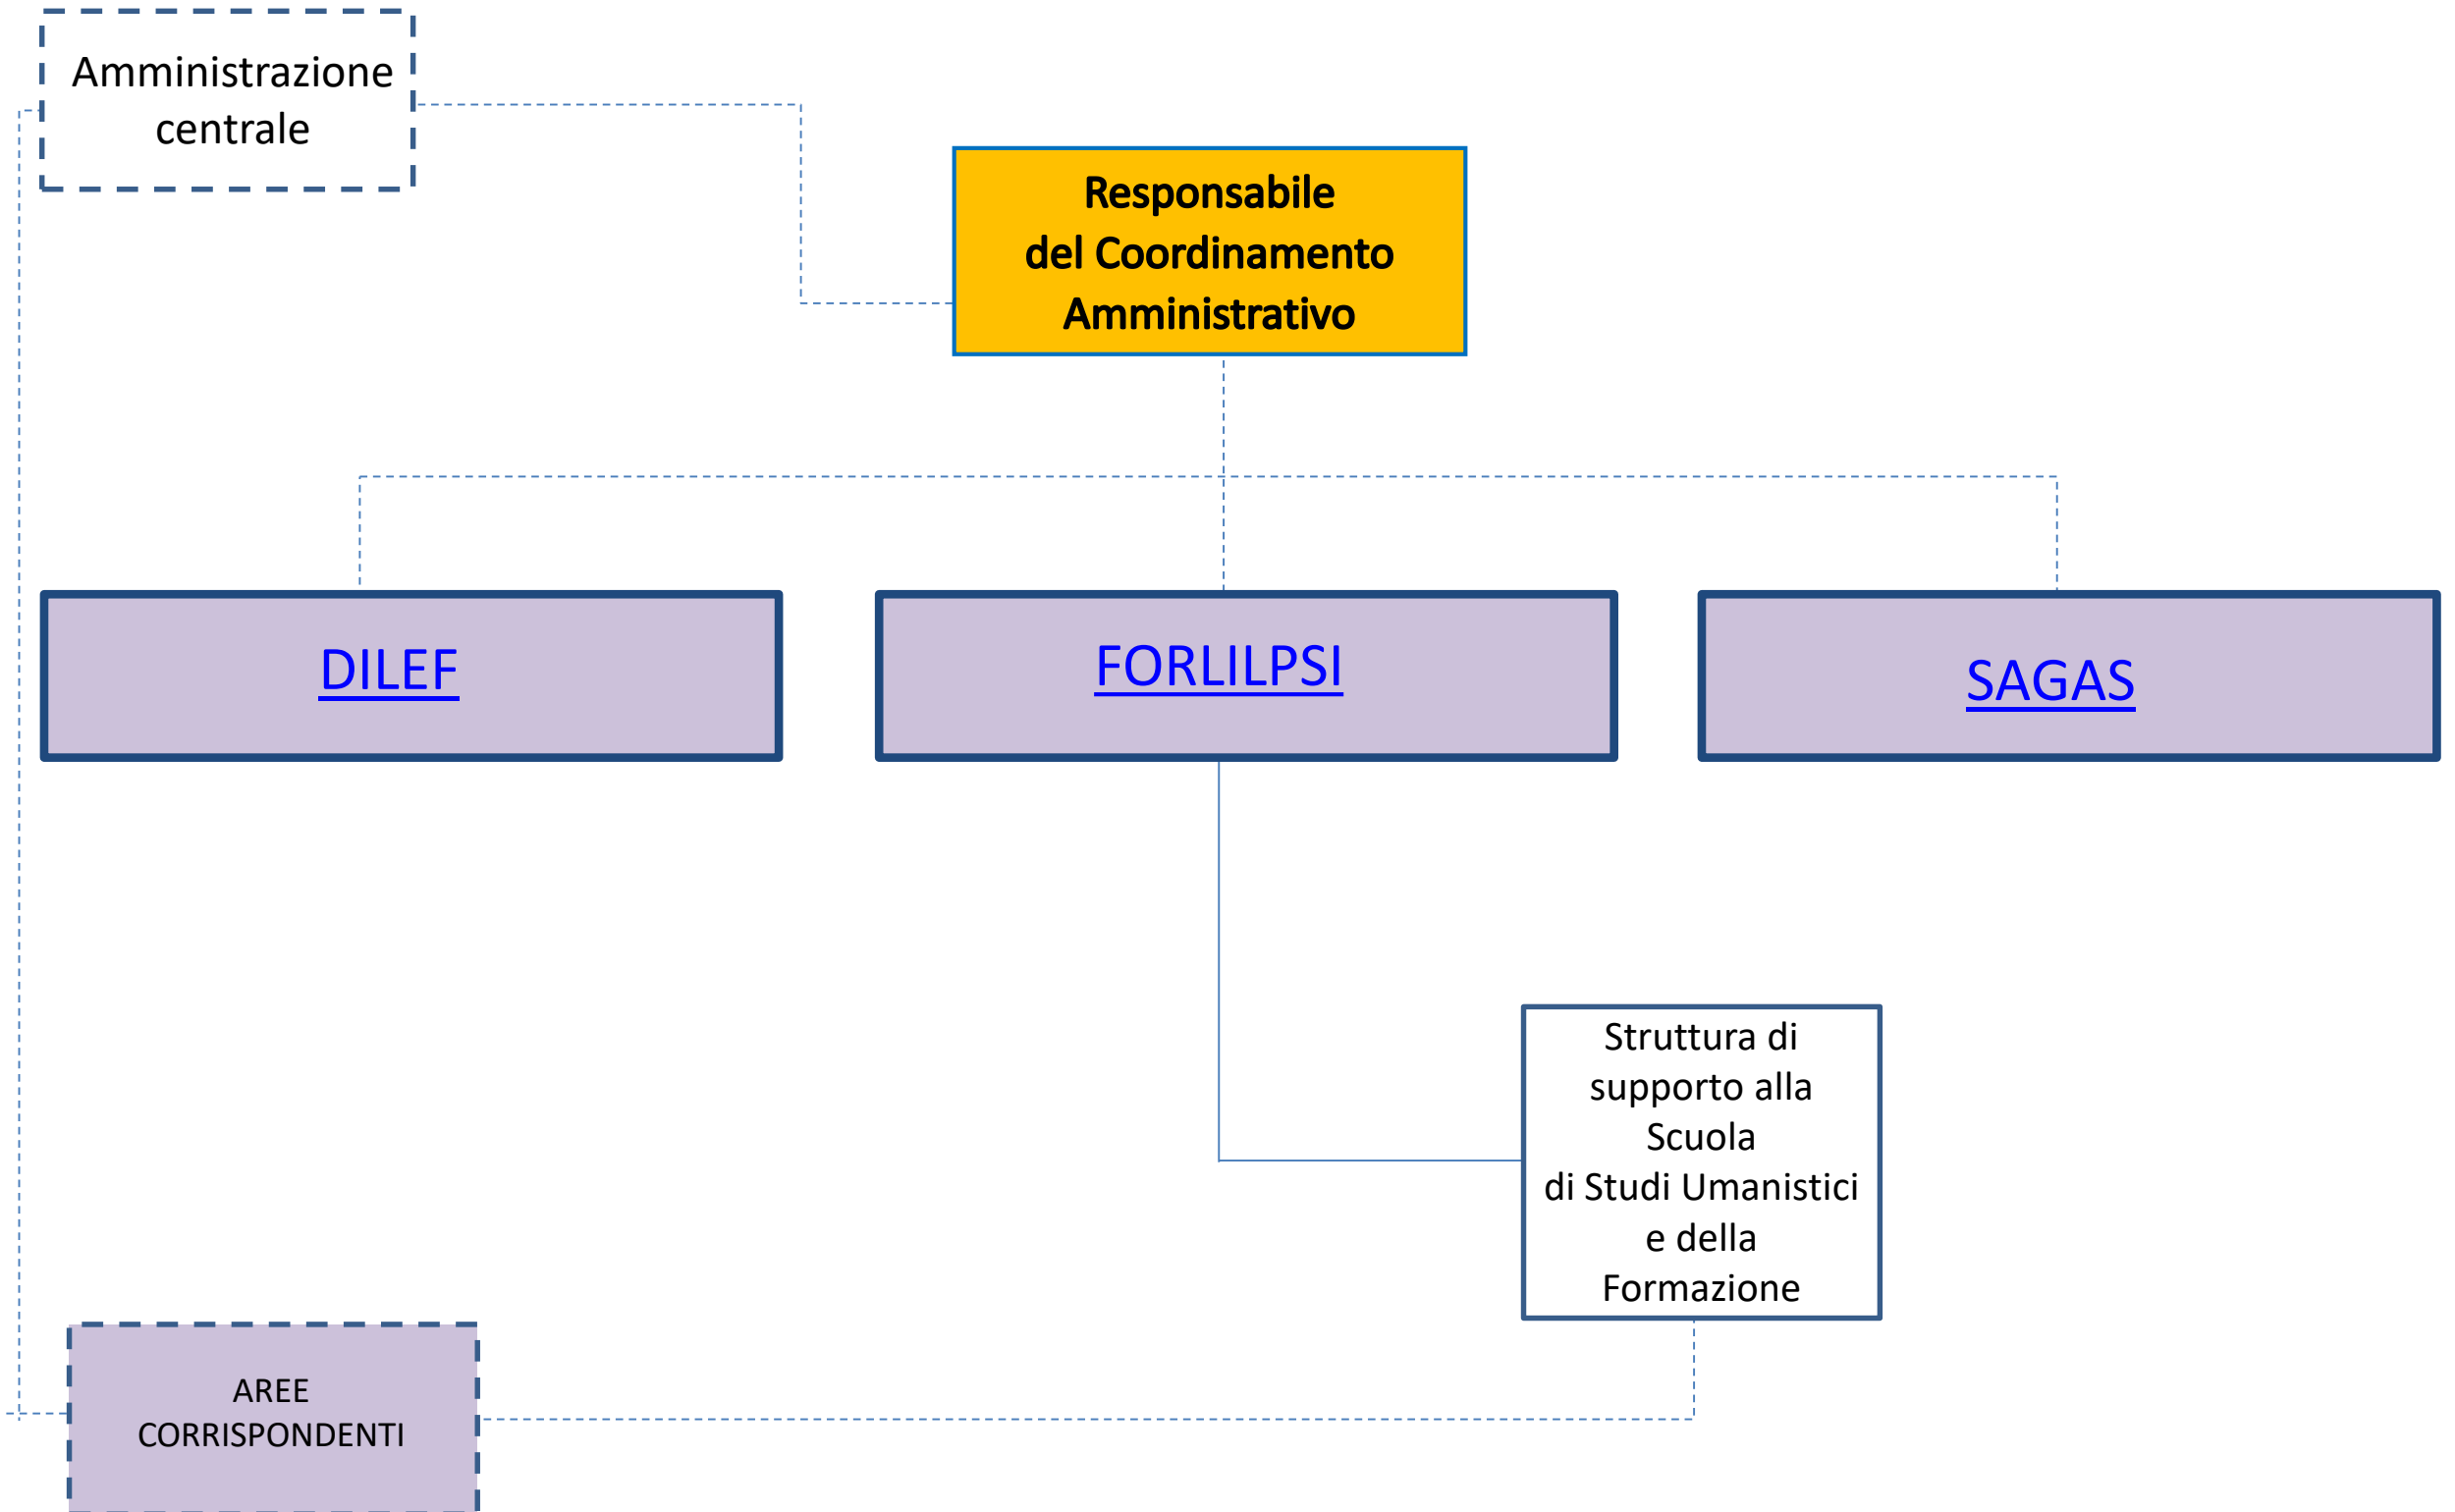 Amministrazione
centrale
Responsabile
del Coordinamento
Amministrativo
DILEF
FORLILPSI
SAGAS
Struttura di
supporto alla
Scuola
di Studi Umanistici
e della
Formazione
AREE
CORRISPONDENTI